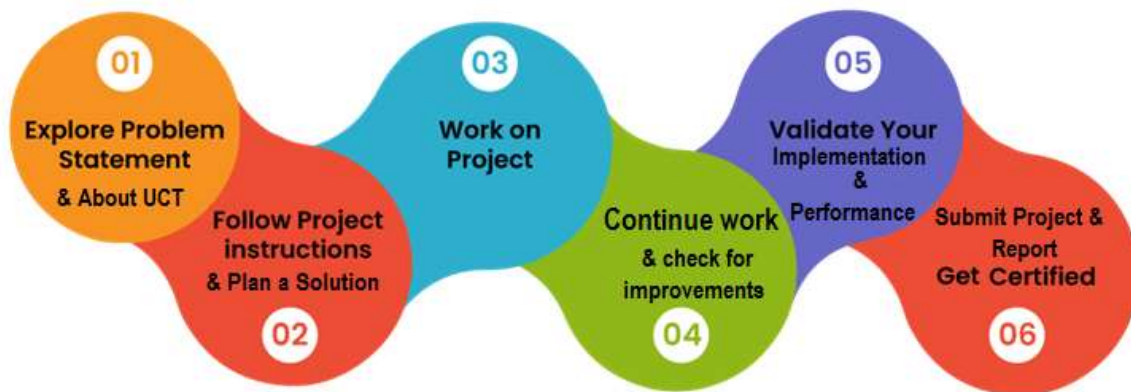 01
Explore Problem
Statement
& About UCT
Follow Project
instructions
& Plan a Solution
02
03
Work on
Project
Continue work
& check for
improvements
04
05
Validate Your
Implementation
&
Performance
Submit Project &
Report
Get Certified
06